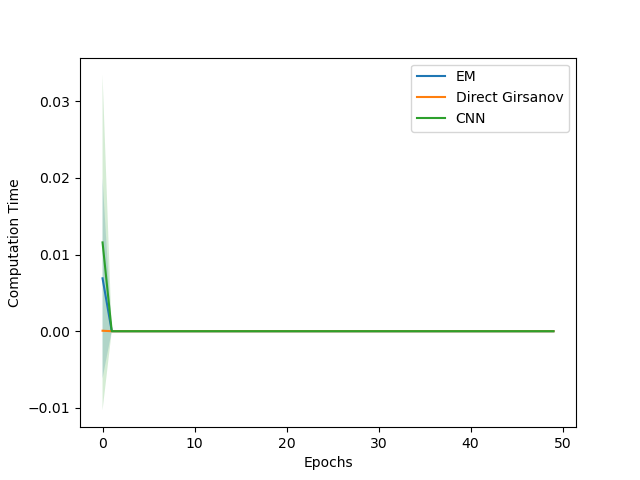 EM
Direct Girsanov
CNN
0.03
0.02
0.01
0.00
−0.01
Computation Time
0 10 20 30 40 50
Epochs